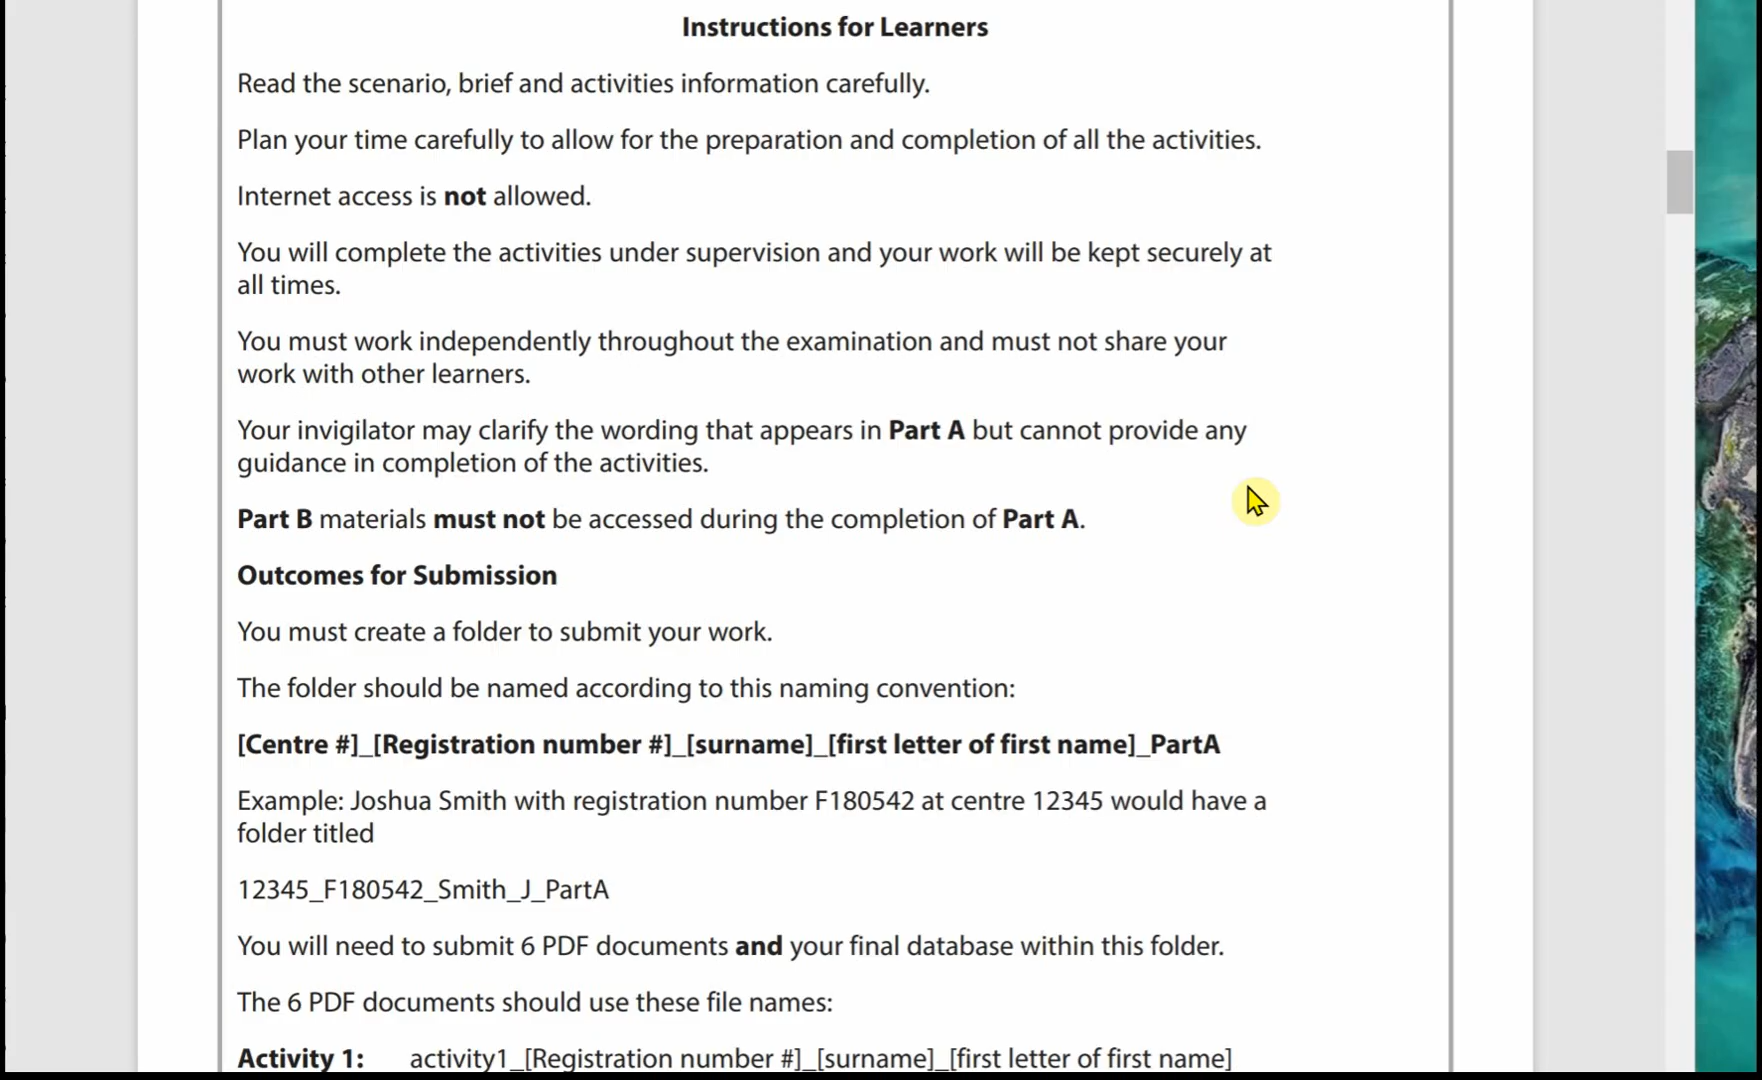 Instructions for Learners
Read the scenario, brief and activities information carefully.
Plan your time carefully to allow for the preparation and completion of all the activities.
Internet access is not allowed.
You will complete the activities under supervision and your work will be kept securely at
all times.
You must work independently throughout the examination and must not share your
work with other learners.
Your invigilator may clarify the wording that appears in Part A but cannot provide any
guidance in completion of the activities.
Part B materials must not be accessed during the completion of Part A.
Outcomes for Submission
You must create a folder to submit your work.
The folder should be named according to this naming convention:
[Centre #]_[Registration number #]_[surname]_[first letter of first name]_PartA
Example: Joshua Smith with registration number F180542 at centre 12345 would have a
folder titled
12345_F180542_Smith_J_PartA
You will need to submit 6 PDF documents and your final database within this folder.
The 6 PDF documents should use these file names:
Activity 1: activity1_[Registration number #]_[surname]_[first letter of first name]